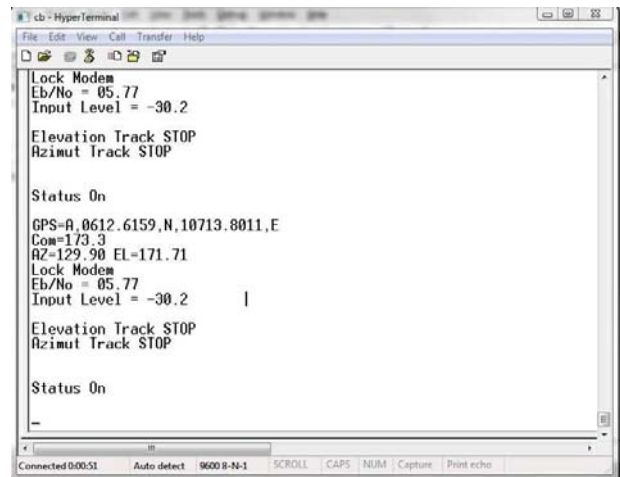 cb - HyperTerminal
File Edit View Call Transfer Help
Lock Modem
Eb/No = 05.77
Input Level = -30.2
Elevation Track STOP
Azimut Track STOP
Status On
GPS=A,0612.6159,N,10713.8011,E
Com=173.3
AZ=129.90 EL=171.71
Lock Modem
Eb/No = 05.77
Input Level = -30.2
Elevation Track STOP
Azimut Track STOP
Status On
Connected 0:00:51 Auto detect 9600 8-N-1 SCROLL CAPS NUM Capture Print echo